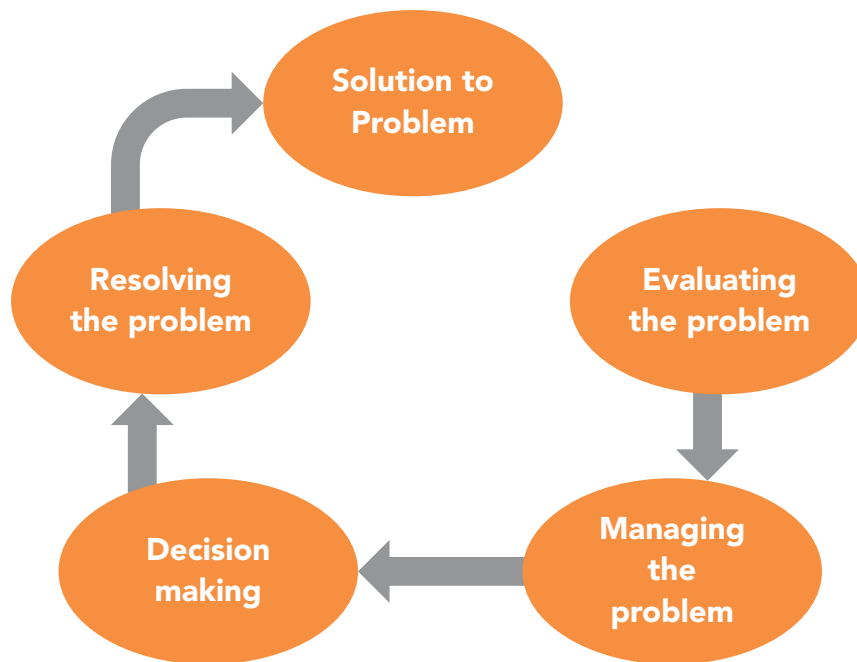 Solution to
Problem
Resolving
the problem
Evaluating
the problem
Decision
making
Managing
the
problem